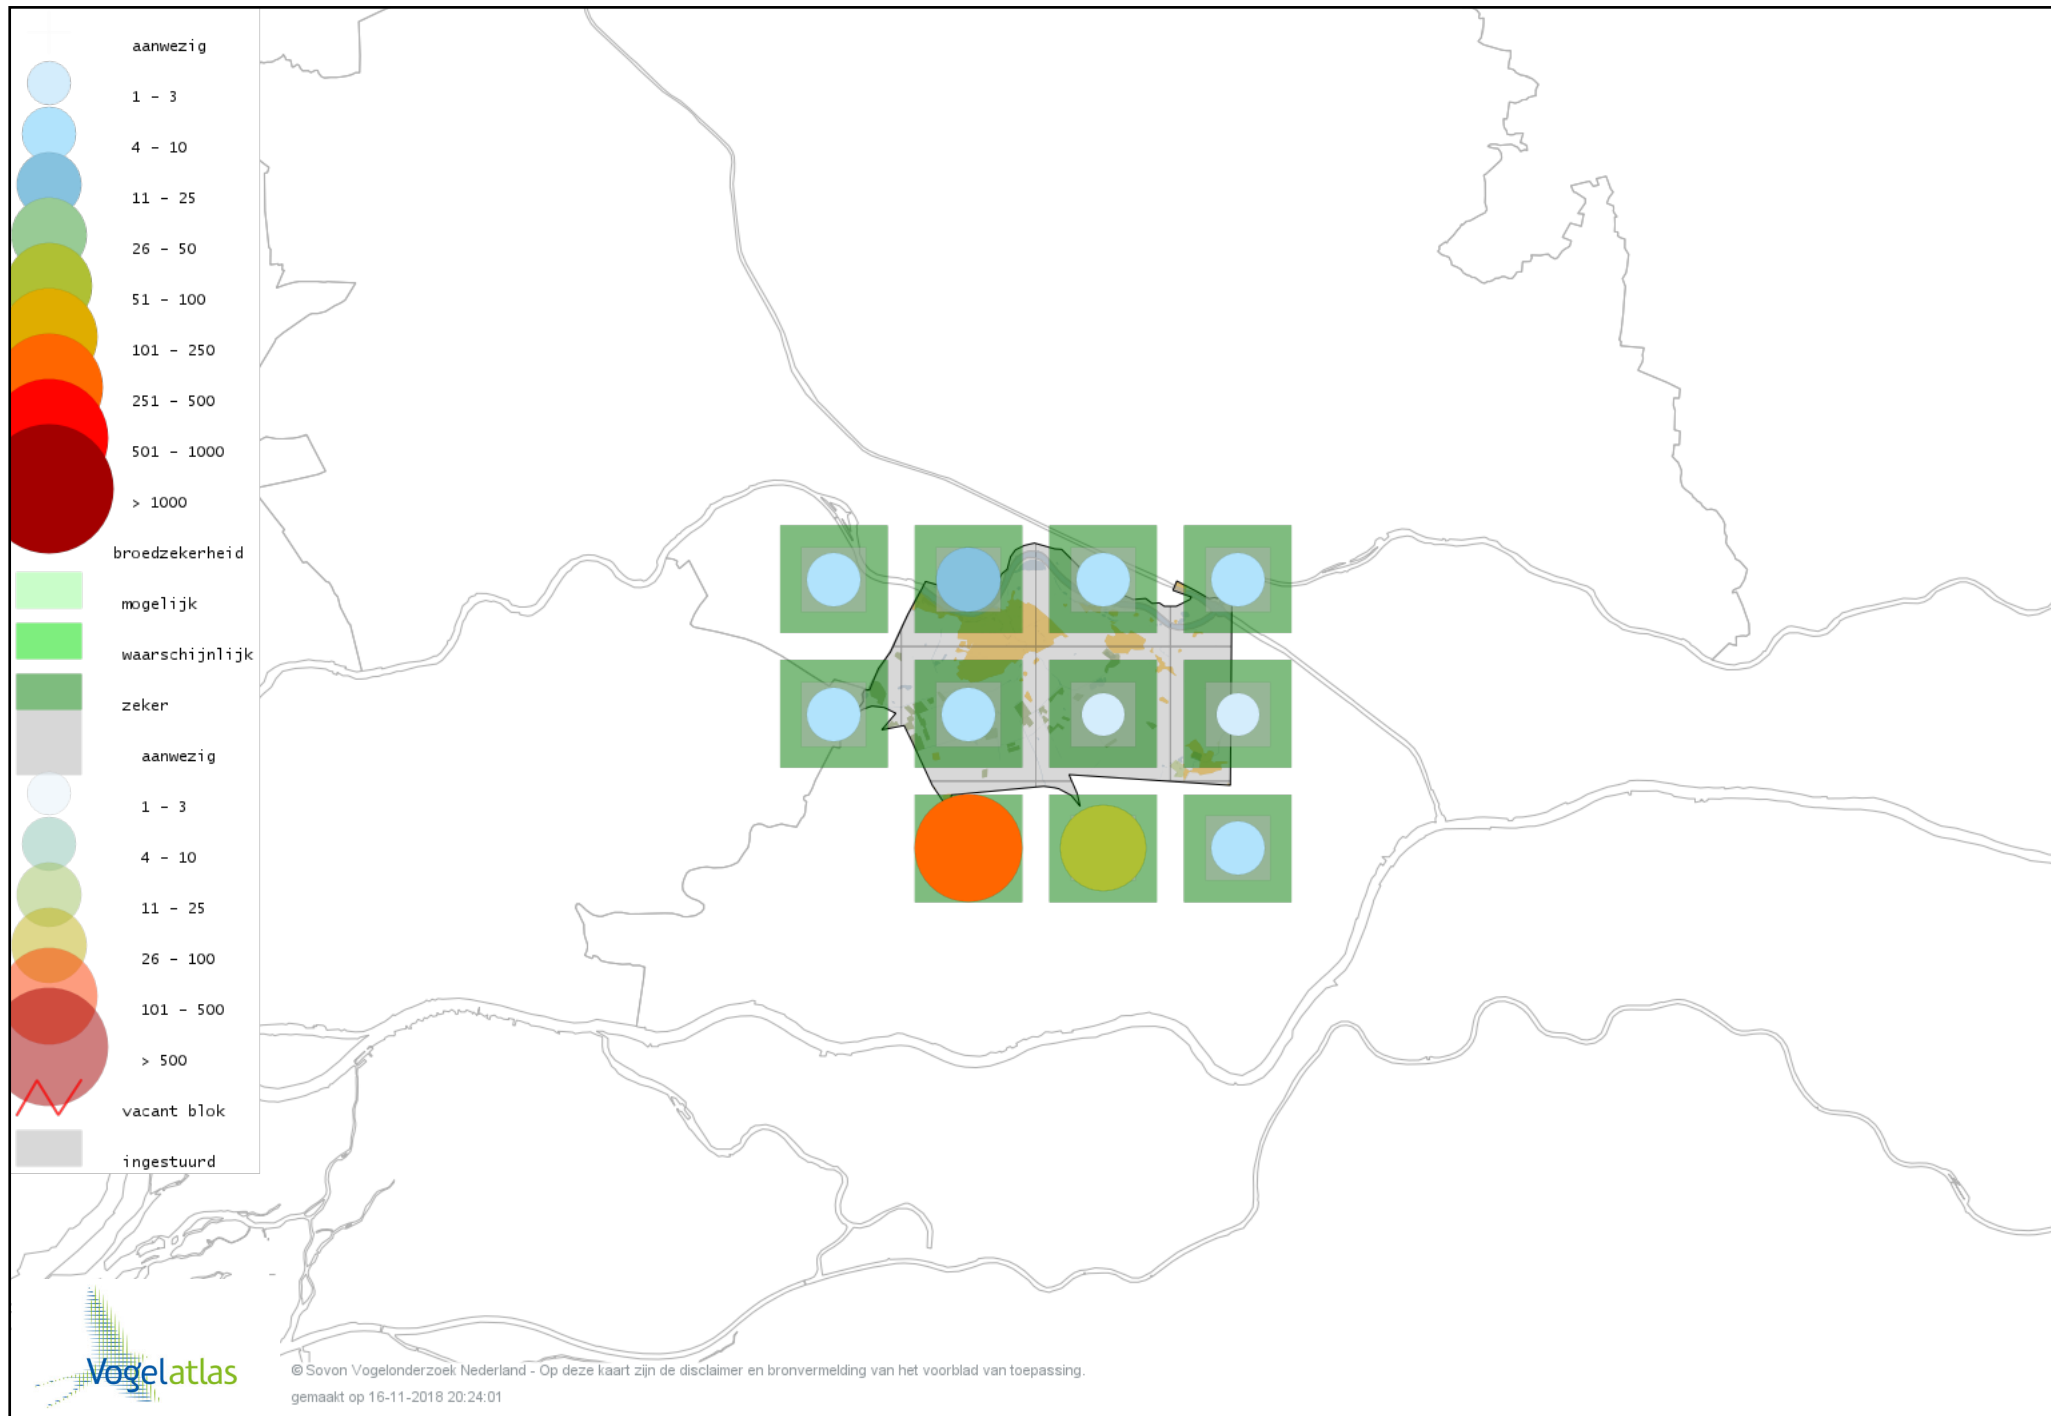 aanwezig
1 - 3
4 - 10
11 - 25
26 - 50
51 - 100
101 - 250
251 - 500
501 - 1000
> 1000
broedzekerheid
mogelijk
waarschijnlijk
zeker
aanwezig
1 - 3
4 - 10
11 - 25
26 - 100
101 - 500
> 500
vacant blok
ingestuurd
Vogelatlas
© Sovon Vogelonderzoek Nederland - Op deze kaart zijn de disclaimer en bronvermelding van het voorblad van toepassing.
gemaakt op 16-11-2018 20:24:01